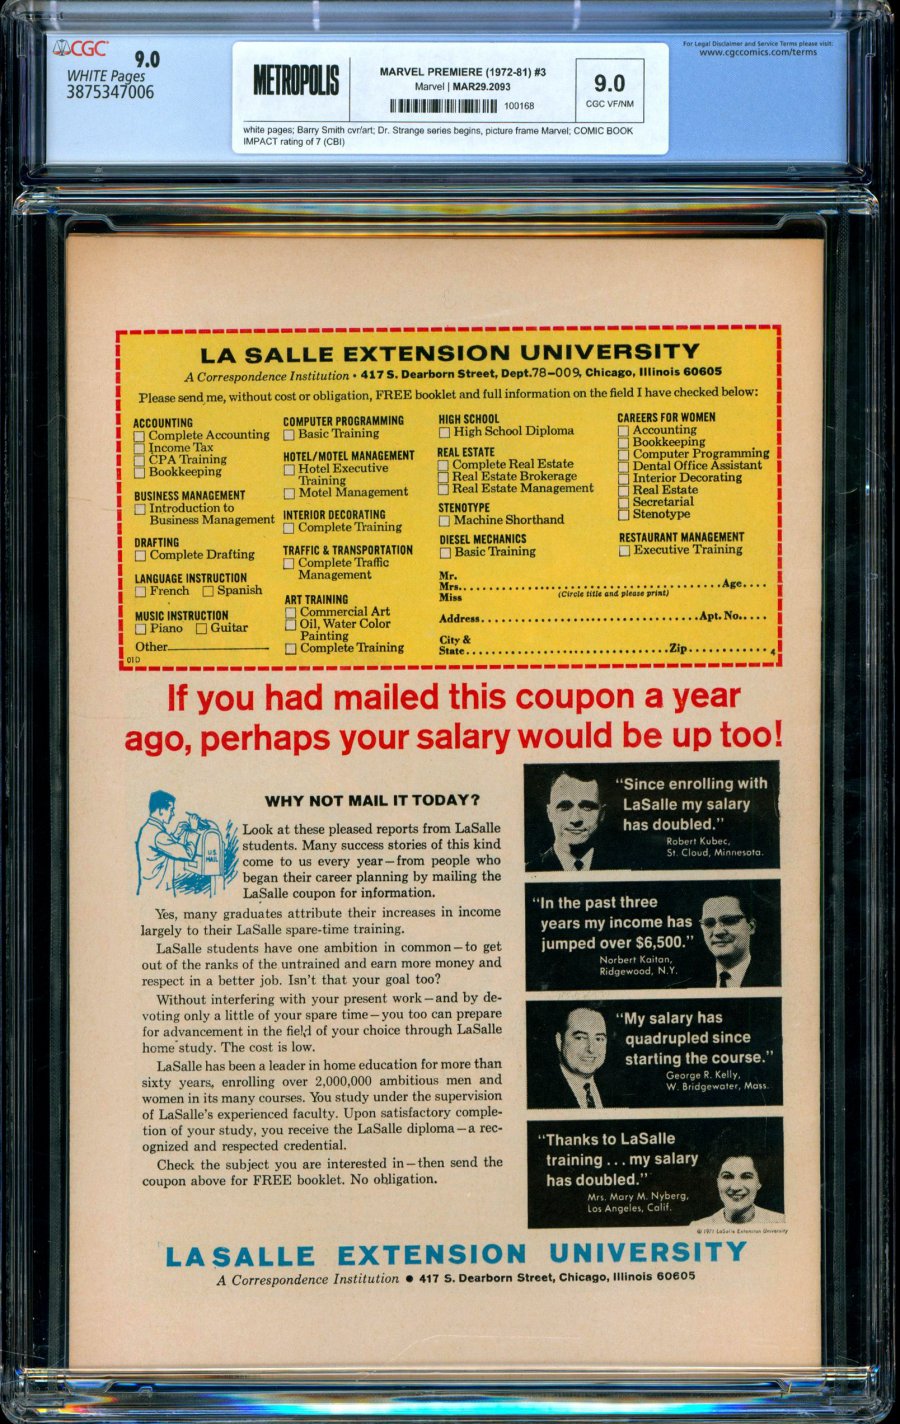 CGC 9.0
WHITE Pages
3875347006
METROPOLIS
MARVEL PREMIERE (1972-81) #3
Marvel | MAR29.2093
100168
9.0
CGC VF/NM
white pages; Barry Smith cvr/art; Dr. Strange series begins, picture frame Marvel; COMIC BOOK
IMPACT rating of 7 (CBI)
For Legal Disclaimer and Service Terms please visit:
www.cgccomics.com/terms
LA SALLE EXTENSION UNIVERSITY
A Correspondence Institution • 417 S. Dearborn Street, Dept.78-009, Chicago, Illinois 60605
Please send me, without cost or obligation, FREE booklet and full information on the field I have checked below:
ACCOUNTING
Complete Accounting
Income Tax
CPA Training
Bookkeeping
BUSINESS MANAGEMENT
Introduction to
Business Management
DRAFTING
Complete Drafting
LANGUAGE INSTRUCTION
French Spanish
MUSIC INSTRUCTION
Piano Guitar
Other
01D
COMPUTER PROGRAMMING
Basic Training
HOTEL/MOTEL MANAGEMENT
Hotel Executive
Training
Motel Management
INTERIOR DECORATING
Complete Training
TRAFFIC & TRANSPORTATION
Complete Traffic
Management
ART TRAINING
Commercial Art
Oil, Water Color
Painting
Complete Training
HIGH SCHOOL
High School Diploma
REAL ESTATE
Complete Real Estate
Real Estate Brokerage
Real Estate Management
STENOTYPE
Machine Shorthand
DIESEL MECHANICS
Basic Training
CAREERS FOR WOMEN
Accounting
Bookkeeping
Computer Programming
Dental Office Assistant
Interior Decorating
Real Estate
Secretarial
Stenotype
RESTAURANT MANAGEMENT
Executive Training
Mr.
Mrs. Age
Miss (Circle title and please print)
Address Apt. No.
City &
State Zip 4
If you had mailed this coupon a year
ago, perhaps your salary would be up too!
U.S.
MAIL
WHY NOT MAIL IT TODAY?
Look at these pleased reports from LaSalle
students. Many success stories of this kind
come to us every year—from people who
began their career planning by mailing the
LaSalle coupon for information.
Yes, many graduates attribute their increases in income
largely to their LaSalle spare-time training.
LaSalle students have one ambition in common—to get
out of the ranks of the untrained and earn more money and
respect in a better job. Isn't that your goal too?
Without interfering with your present work—and by de-
voting only a little of your spare time—you too can prepare
for advancement in the field of your choice through LaSalle
home study. The cost is low.
LaSalle has been a leader in home education for more than
sixty years, enrolling over 2,000,000 ambitious men and
women in its many courses. You study under the supervision
of LaSalle's experienced faculty. Upon satisfactory comple-
tion of your study, you receive the LaSalle diploma—a rec-
ognized and respected credential.
Check the subject you are interested in—then send the
coupon above for FREE booklet. No obligation.
"Since enrolling with
LaSalle my salary
has doubled."
Robert Kubec,
St. Cloud, Minnesota.
"In the past three
years my income has
jumped over $6,500."
Norbert Kaitan,
Ridgewood, N.Y.
"My salary has
quadrupled since
starting the course."
George R. Kelly,
W. Bridgewater, Mass.
"Thanks to LaSalle
training . . . my salary
has doubled."
Mrs. Mary M. Nyberg,
Los Angeles, Calif.
© 1971 LaSalle Extension University
LASALLE EXTENSION UNIVERSITY
A Correspondence Institution ● 417 S. Dearborn Street, Chicago, Illinois 60605